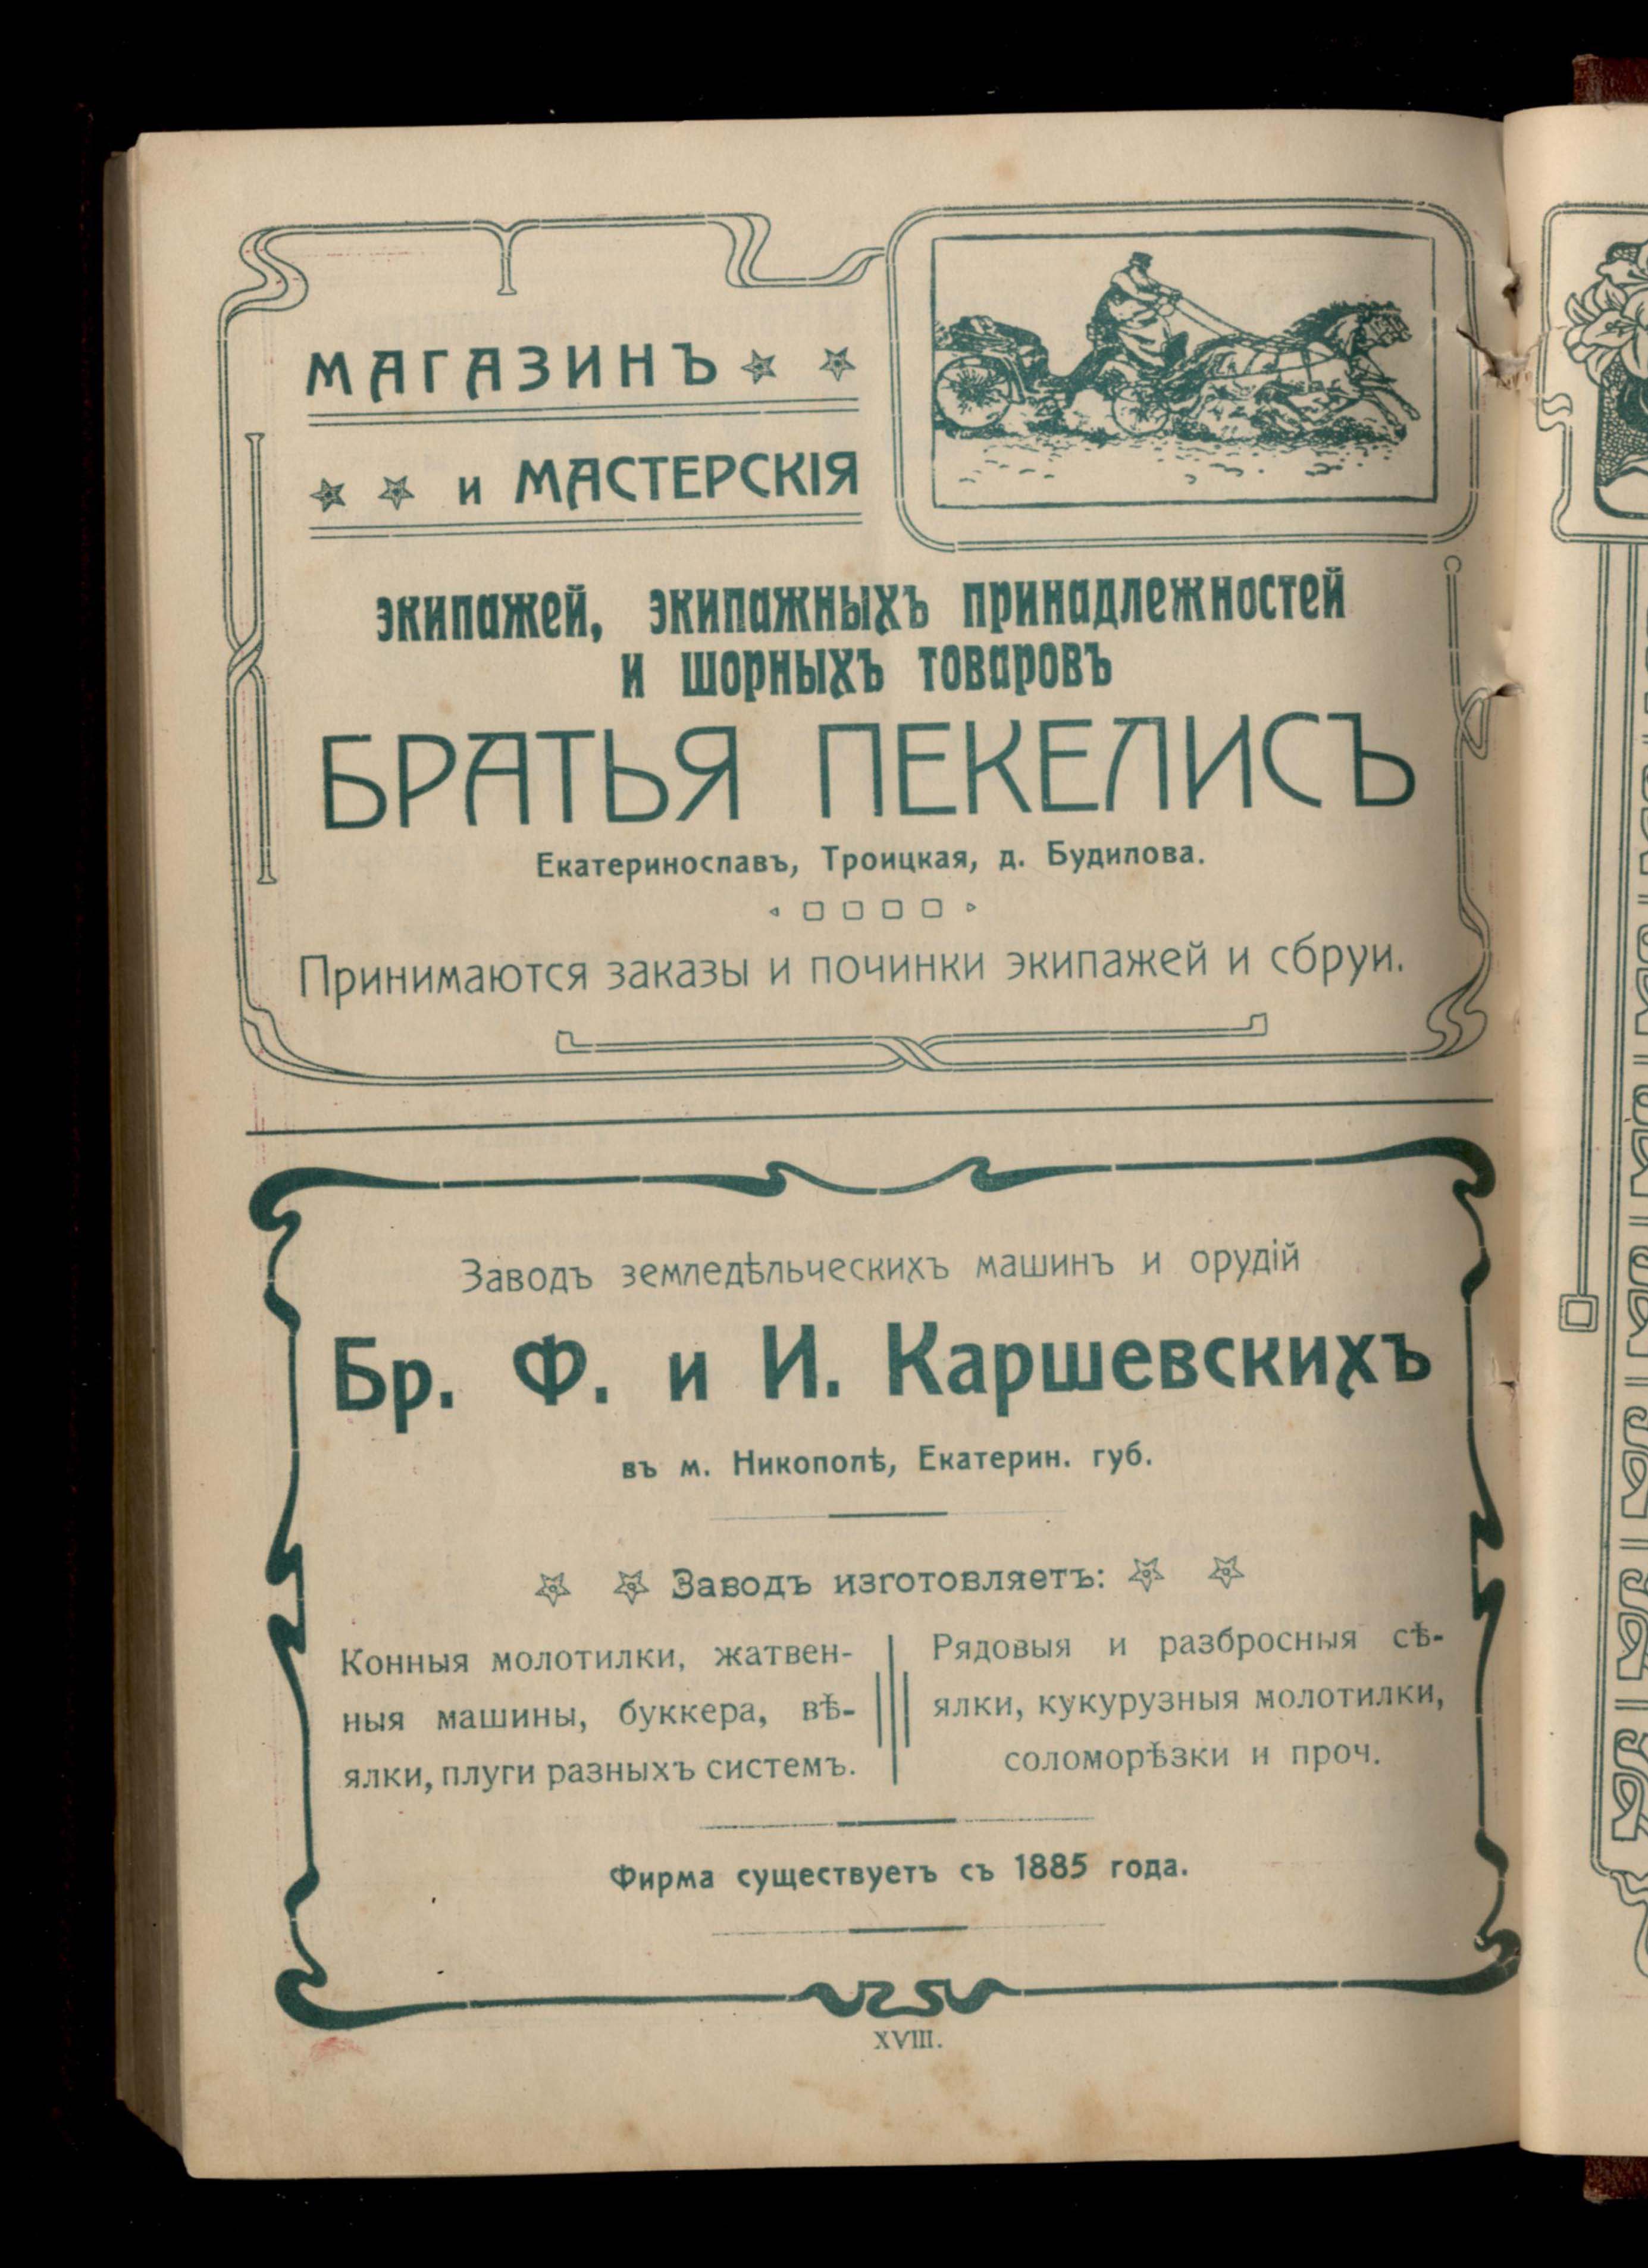 МАГАЗИНЪ
и МАСТЕРСКІЯ
экипажей, экипажныхъ принадлежностей
и шорныхъ товаровъ
БРАТЬЯ ПЕКЕЛИСЪ
Екатеринославъ, Троицкая, д. Будилова.
Принимаются заказы и починки экипажей и сбруи.
Заводъ земледѣльческихъ машинъ и орудій
Бр. Ф. и И. Каршевскихъ
въ м. Никополѣ, Екатерин. губ.
Заводъ изготовляетъ:
Конныя молотилки, жатвен-
ныя машины, буккера, вѣ-
ялки, плуги разныхъ системъ.
Рядовыя и разбросныя сѣ-
ялки, кукурузныя молотилки,
соломорѣзки и проч.
Фирма существуетъ съ 1885 года.
XVIII.